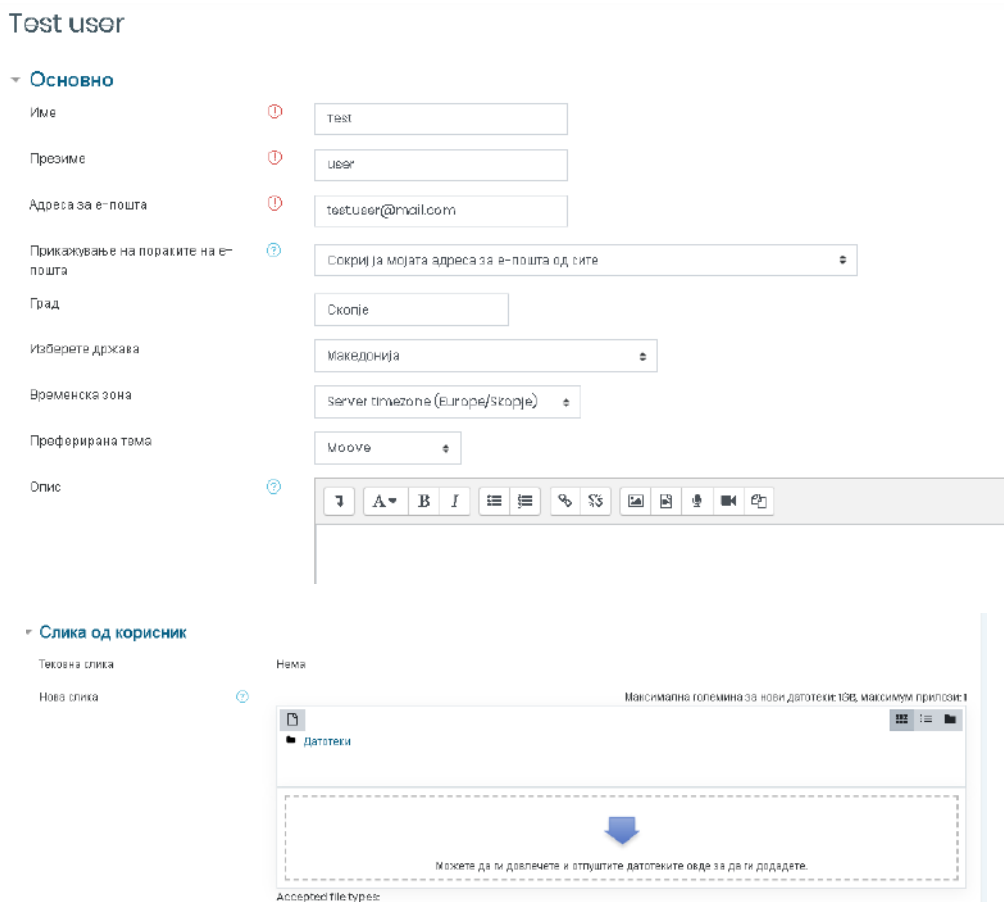 Test user
Основно
Име
Test
Презиме
user
Адреса за е-пошта
testuser@mail.com
Прикажување на пораките на е-
пошта
Сокриј ја мојата адреса за е-пошта од сите
Град
Скопје
Изберете држава
Македонија
Временска зона
Server timezone (Europe/Skopje)
Преферирана тема
Moove
Опис
A B I
Слика од корисник
Тековна слика
Нема
Нова слика
Максимална големина за нови датотеки: 1GB, максимум прилози: 1
Датотеки
Можете да ги довлечете и отпуштите датотеките овде за да ги додадете.
Accepted file types: